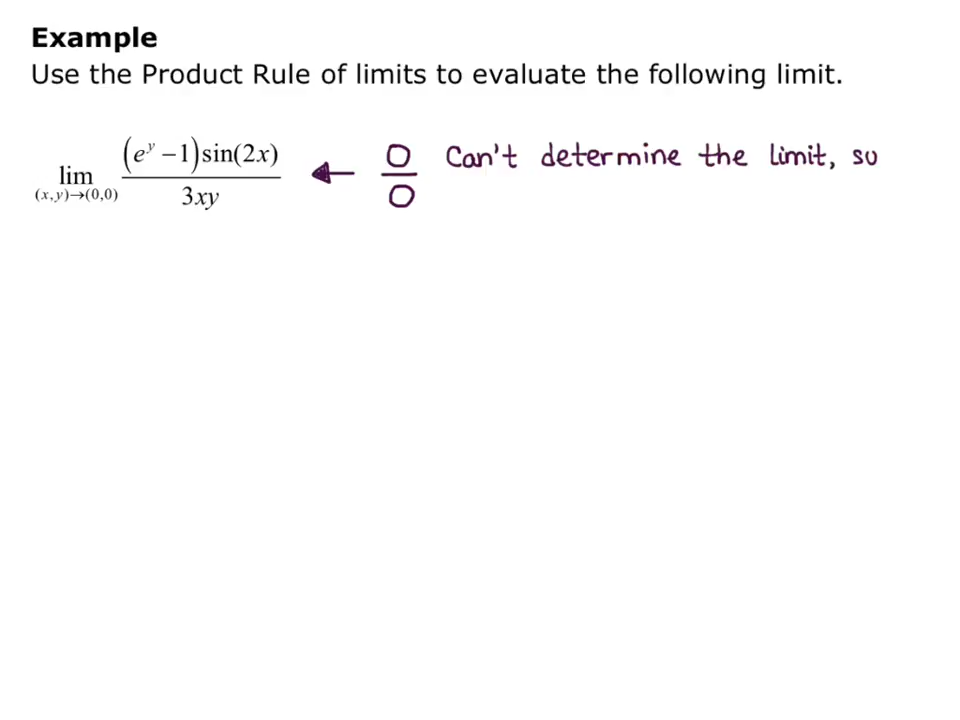 Example
Use the Product Rule of limits to evaluate the following limit.
lim (x,y)→(0,0) (e^y − 1)sin(2x) / 3xy ← 0/0 Can't determine the limit, so